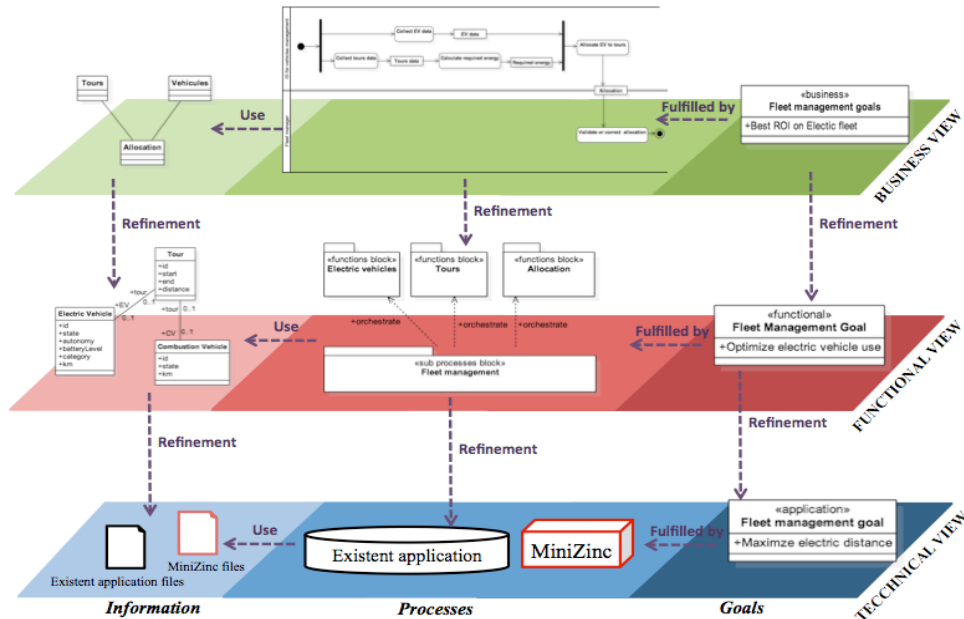 ID for vehicles management
Collect EV data
EV data
Allocate EV to tours
Collect tours data
Tours data
Calculate required energy
Required energy
Fleet manager
Allocation
Validate or correct allocation
Tours
Vehicules
Allocation
Use
Fulfilled by
«business»
Fleet management goals
+Best ROI on Electic fleet
BUSINESS VIEW
Refinement
Refinement
Refinement
Tour
+id
+start
+end
+distance
+tour
0..1
+EV
0..1
+tour
0..1
+CV
0..1
Electric Vehicle
+id
+state
+autonomy
+batteryLevel
+category
+km
Combustion Vehicle
+id
+state
+km
«functions block»
Electric vehicles
«functions block»
Tours
«functions block»
Allocation
+orchestrate
+orchestrate
+orchestrate
«sub processes block»
Fleet management
Use
Fulfilled by
«functional»
Fleet Management Goal
+Optimize electric vehicle use
FUNCTIONAL VIEW
Refinement
Refinement
Refinement
Existent application files
MiniZinc files
Use
Existent application
MiniZinc
Fulfilled by
«application»
Fleet management goal
+Maximze electric distance
TECCHNICAL VIEW
Information
Processes
Goals